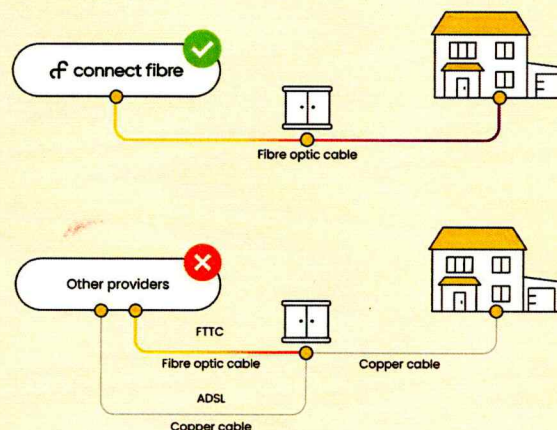 cf connect fibre
Fibre optic cable
Other providers
FTTC
Fibre optic cable
Copper cable
ADSL
Copper cable